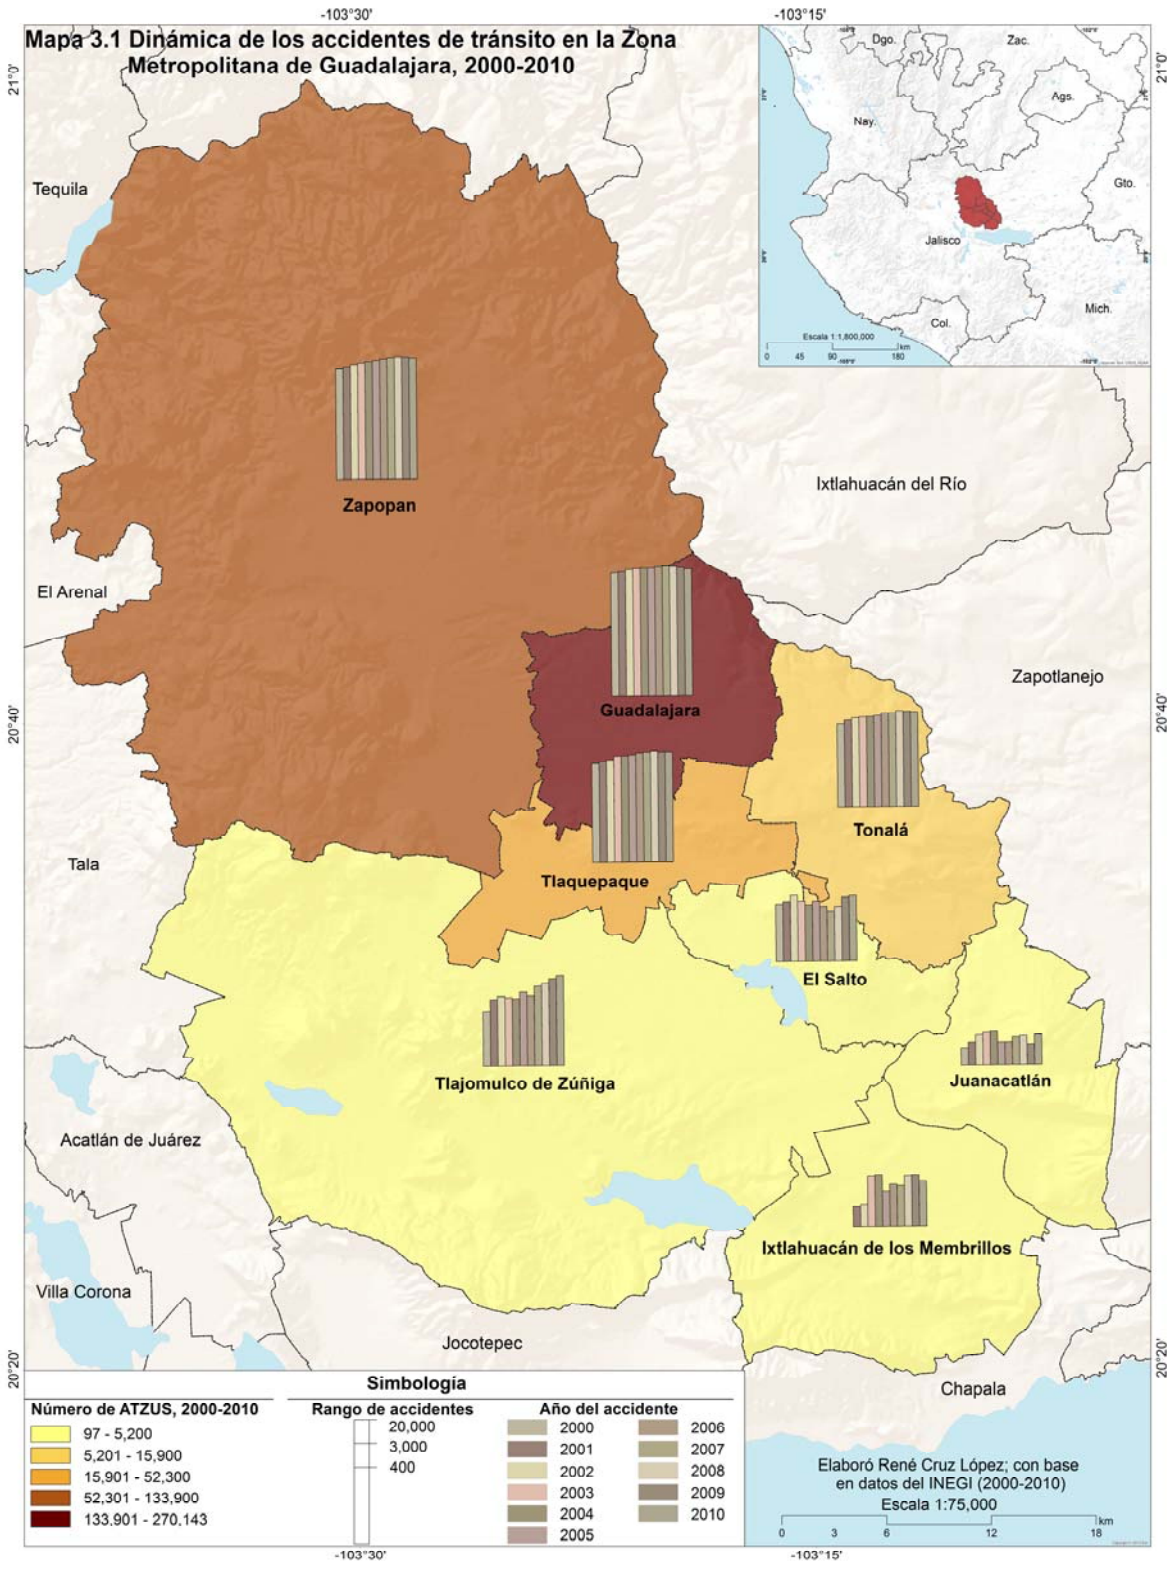 -103°30'
-103°15'
Mapa 3.1 Dinámica de los accidentes de tránsito en la Zona
Metropolitana de Guadalajara, 2000-2010
21°0'
21°0'
Dgo.
Zac.
Ags.
Nay.
Gto.
Jalisco
Mich.
Col.
Escala 1:1,800,000
km
0 45 90 180
Tequila
Zapopan
Ixtlahuacán del Río
El Arenal
Zapotlanejo
Guadalajara
20°40'
20°40'
Tonalá
Tala
Tlaquepaque
El Salto
Tlajomulco de Zúñiga
Juanacatlán
Acatlán de Juárez
Ixtlahuacán de los Membrillos
Villa Corona
Jocotepec
20°20'
20°20'
Chapala
Simbología
Número de ATZUS, 2000-2010
97 - 5,200
5,201 - 15,900
15,901 - 52,300
52,301 - 133,900
133,901 - 270,143
Rango de accidentes
20,000
3,000
400
Año del accidente
2000
2001
2002
2003
2004
2005
2006
2007
2008
2009
2010
Elaboró René Cruz López; con base
en datos del INEGI (2000-2010)
Escala 1:75,000
km
0 3 6 12 18
-103°30'
-103°15'